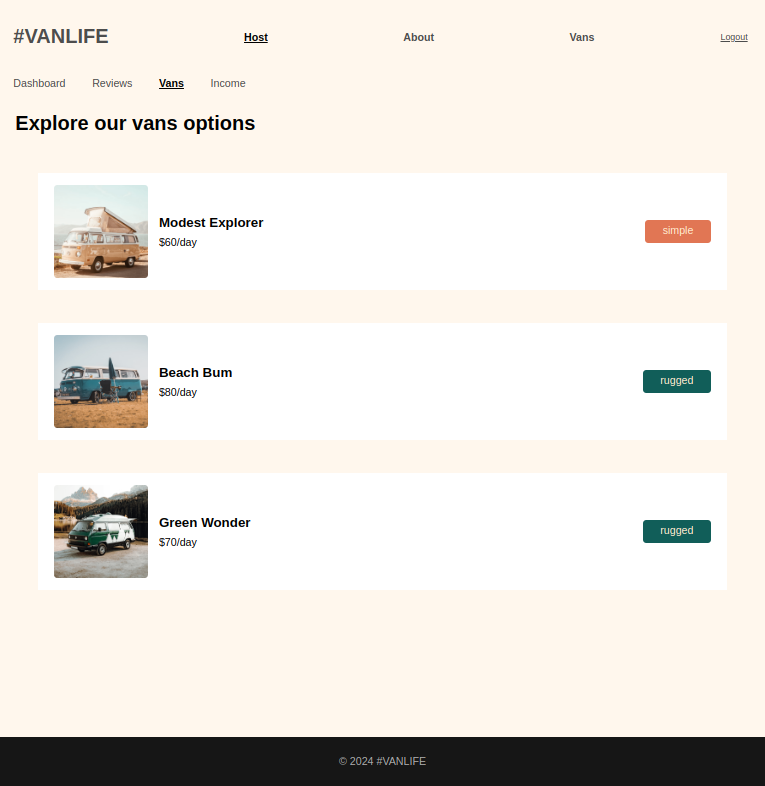 #VANLIFE Host About Vans Logout
Dashboard Reviews Vans Income
Explore our vans options
Modest Explorer
$60/day
simple
Beach Bum
$80/day
rugged
Green Wonder
$70/day
rugged
© 2024 #VANLIFE